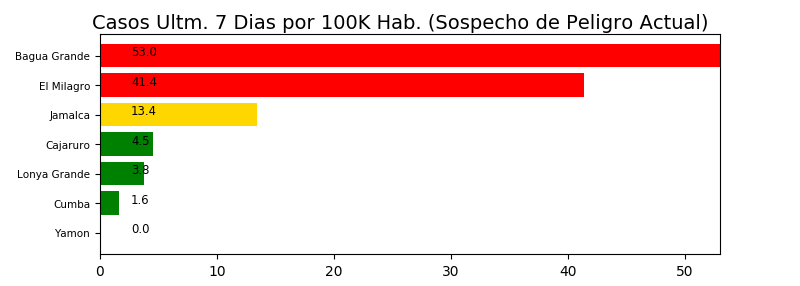 Casos Ultm. 7 Dias por 100K Hab. (Sospecho de Peligro Actual)
Bagua Grande 53.0
El Milagro 41.4
Jamalca 13.4
Cajaruro 4.5
Lonya Grande 3.8
Cumba 1.6
Yamon 0.0
0 10 20 30 40 50